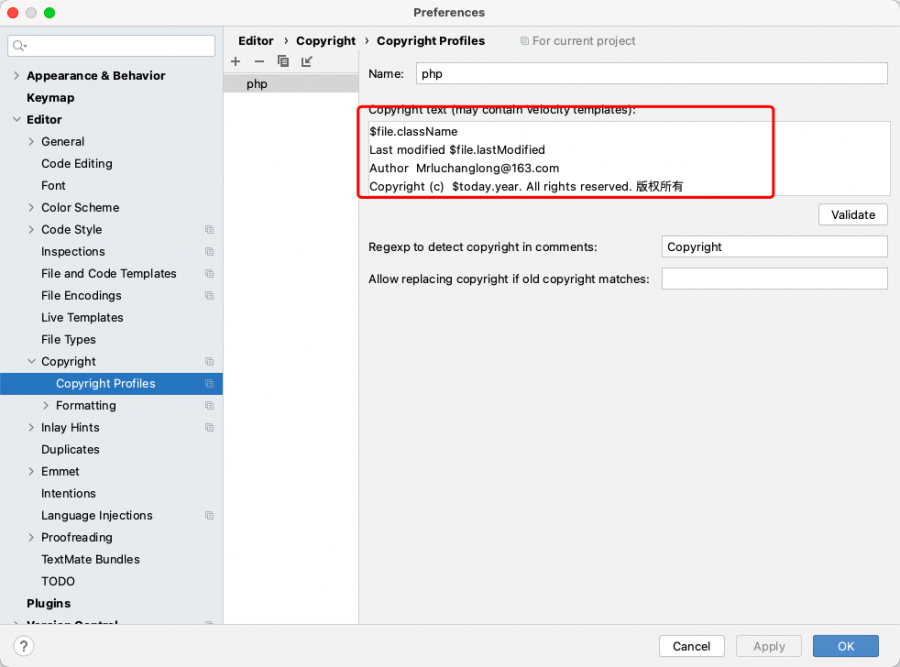 Preferences
Editor › Copyright › Copyright Profiles
For current project
Appearance & Behavior
Keymap
Editor
General
Code Editing
Font
Color Scheme
Code Style
Inspections
File and Code Templates
File Encodings
Live Templates
File Types
Copyright
Copyright Profiles
Formatting
Inlay Hints
Duplicates
Emmet
Intentions
Language Injections
Proofreading
TextMate Bundles
TODO
Plugins
Version Control
php
Name: php
Copyright text (may contain Velocity templates):
$file.className
Last modified $file.lastModified
Author  Mrluchanglong@163.com
Copyright (c)  $today.year. All rights reserved. 版权所有
Validate
Regexp to detect copyright in comments: Copyright
Allow replacing copyright if old copyright matches:
?
Cancel
Apply
OK